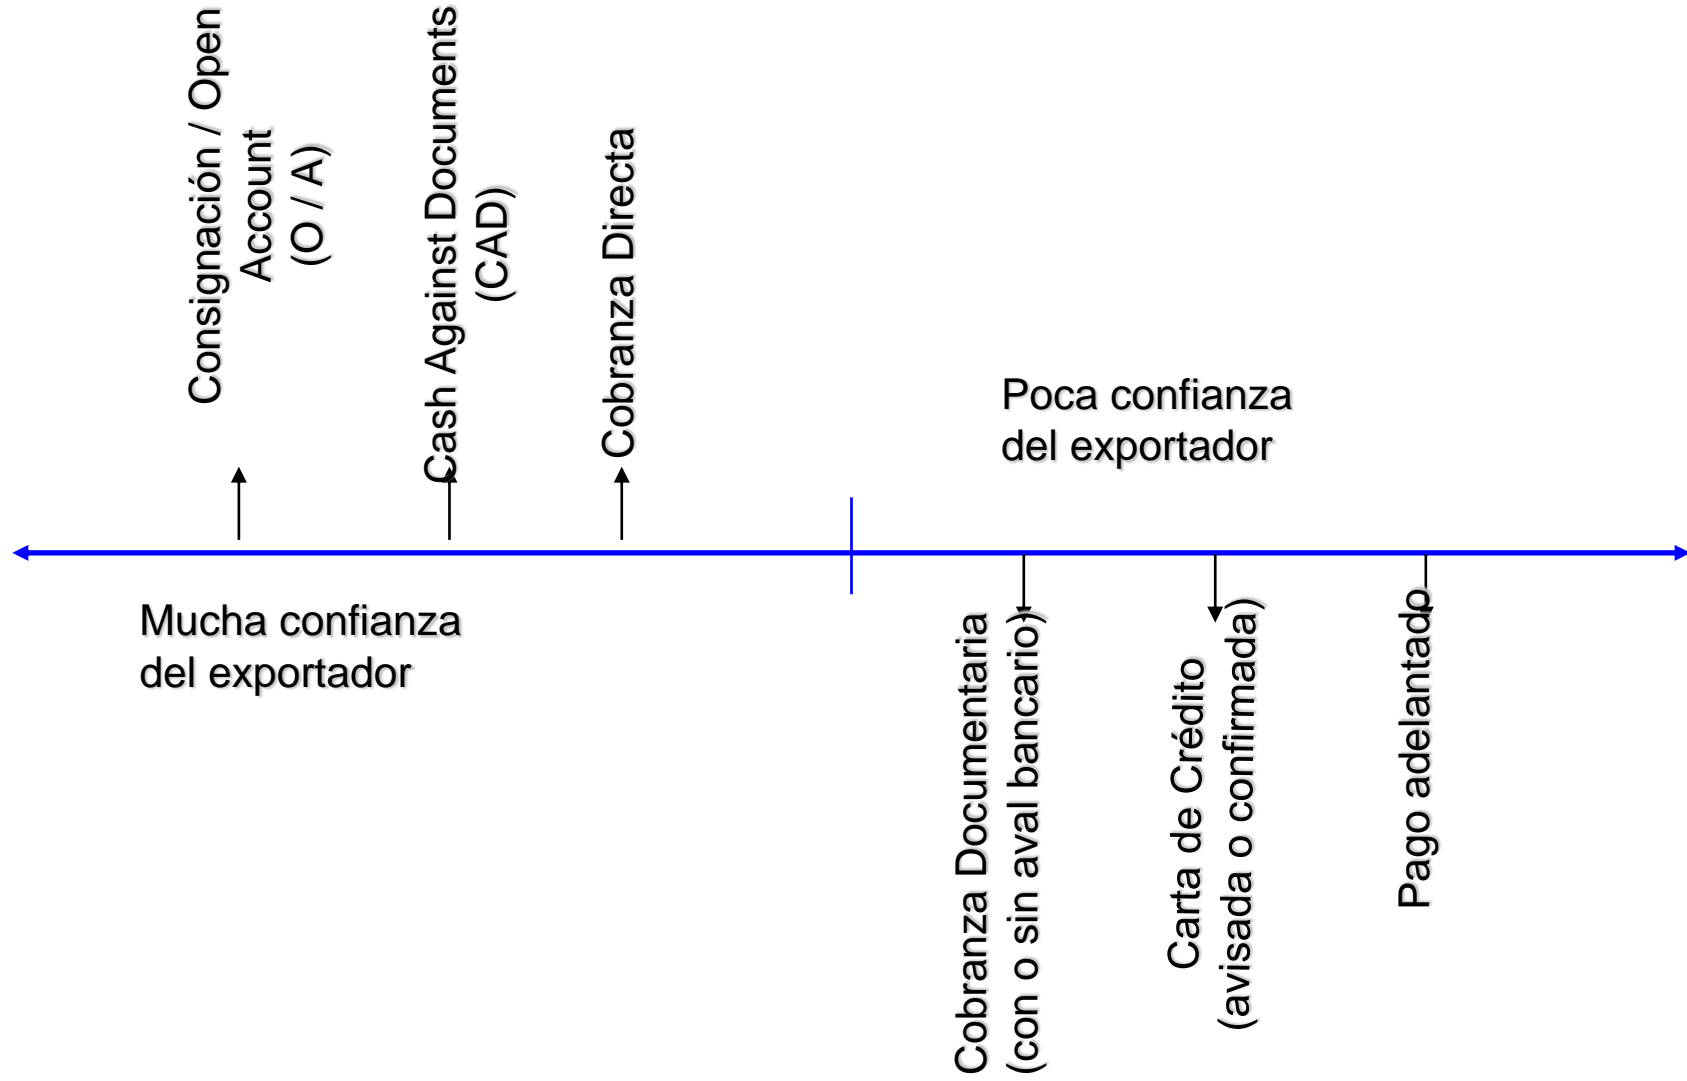 Consignación / Open
Account
(O / A)
Cash Against Documents
(CAD)
Cobranza Directa
Poca confianza
del exportador
Mucha confianza
del exportador
Cobranza Documentaria
(con o sin aval bancario)
Carta de Crédito
(avisada o confirmada)
Pago adelantado